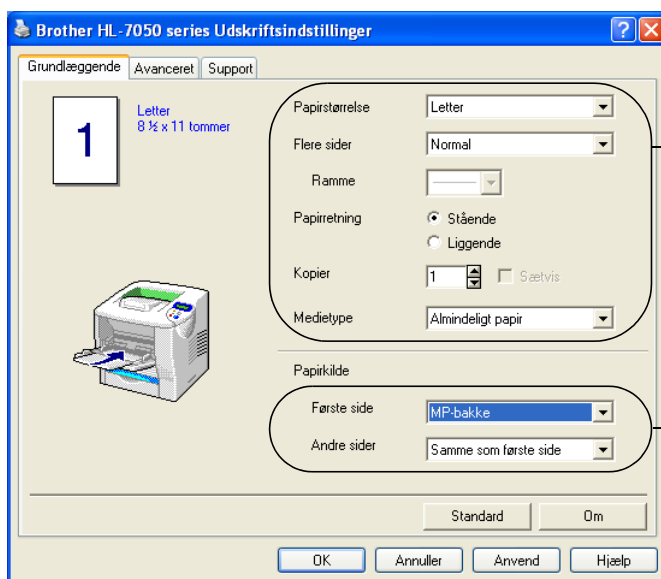 Brother HL-7050 series Udskriftsindstillinger
Grundlæggende Avanceret Support
1
Letter
8 ½ x 11 tommer
Papirstørrelse Letter
Flere sider Normal
Ramme
Papirretning Stående
Liggende
Kopier 1 Sætvis
Medietype Almindeligt papir
Papirkilde
Første side MP-bakke
Andre sider Samme som første side
Standard Om
OK Annuller Anvend Hjælp